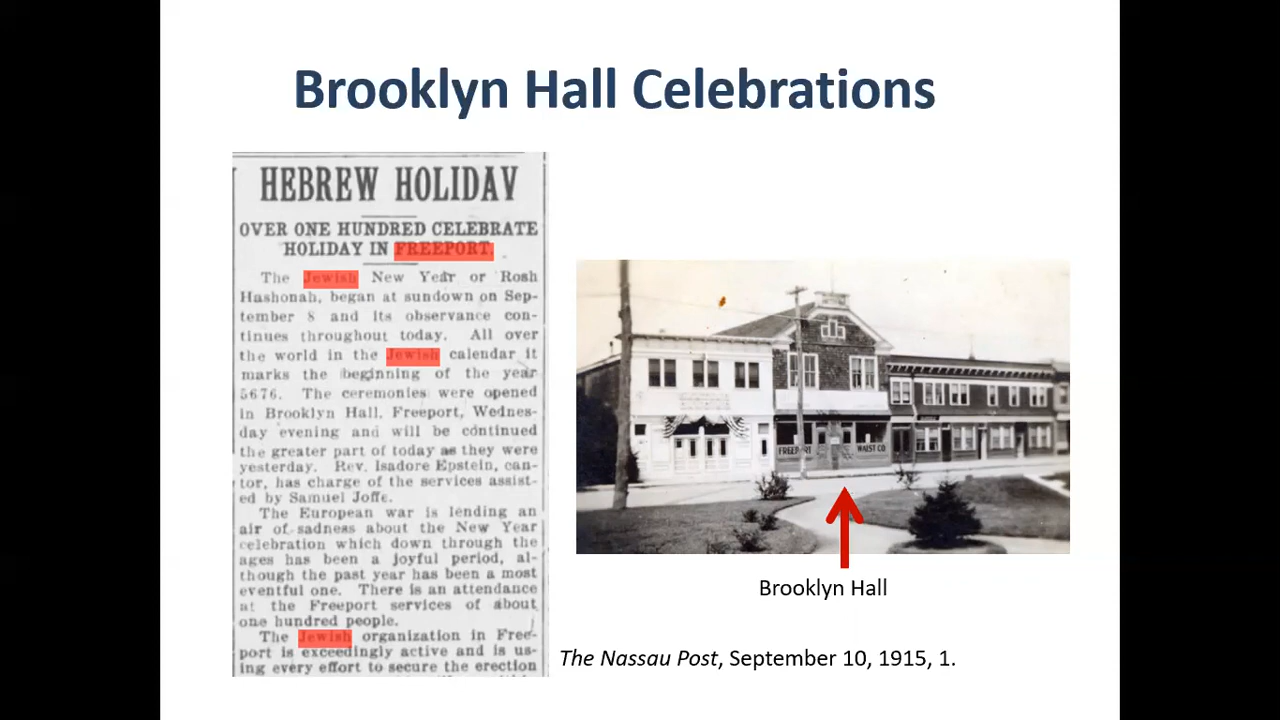 Brooklyn Hall Celebrations
HEBREW HOLIDAY
OVER ONE HUNDRED CELEBRATE
HOLIDAY IN FREEPORT.
The Jewish New Year or Rosh
Hashonah, began at sundown on Sep-
tember 8 and its observance con-
tinues throughout today. All over
the world in the Jewish calendar it
marks the beginning of the year
5676. The ceremonies were opened
in Brooklyn Hall, Freeport, Wednes-
day evening and will be continued
the greater part of today as they were
yesterday. Rev. Isadore Epstein, can-
tor, has charge of the services assist-
ed by Samuel Joffe.
The European war is lending an
air of sadness about the New Year
celebration which down through the
ages has been a joyful period, al-
though the past year has been a most
eventful one. There is an attendance
at the Freeport services of about
one hundred people.
The Jewish organization in Free-
port is exceedingly active and is us-
ing every effort to secure the erection
FREEPORT WAIST CO
Brooklyn Hall
The Nassau Post, September 10, 1915, 1.